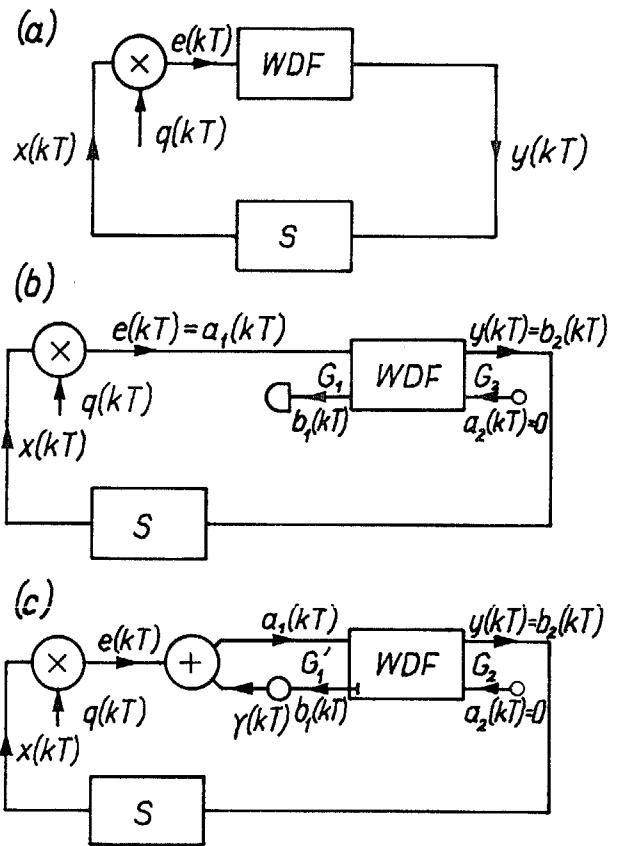 (a)
e(kT)
×
WDF
q(kT)
x(kT)
y(kT)
S
(b)
e(kT)=a₁(kT)
y(kT)=b₂(kT)
×
WDF
G₁
G₂
q(kT)
b₁(kT)
a₂(kT)=0
x(kT)
S
(c)
a₁(kT)
y(kT)=b₂(kT)
e(kT)
×
+
G₁′
WDF
G₂
q(kT)
γ(kT)
b₁(kT)
a₂(kT)=0
x(kT)
S